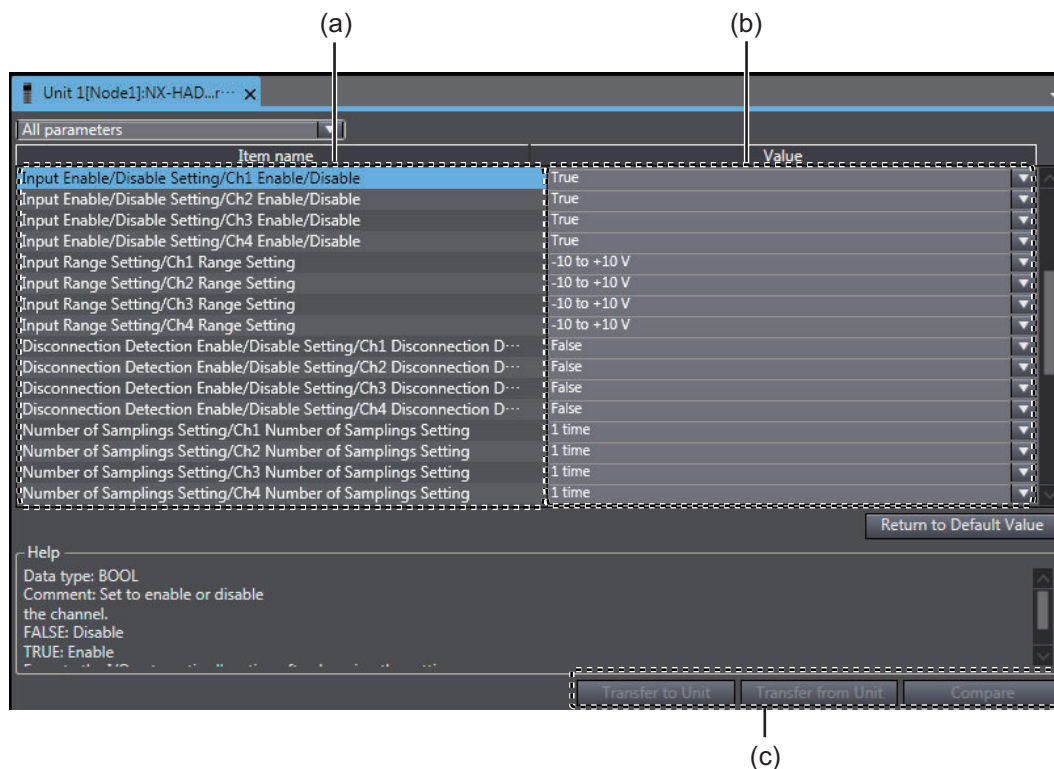 (a) (b)
Unit 1[Node1]:NX-HAD...r··· x
All parameters
Item name Value
Input Enable/Disable Setting/Ch1 Enable/Disable True
Input Enable/Disable Setting/Ch2 Enable/Disable True
Input Enable/Disable Setting/Ch3 Enable/Disable True
Input Enable/Disable Setting/Ch4 Enable/Disable True
Input Range Setting/Ch1 Range Setting -10 to +10 V
Input Range Setting/Ch2 Range Setting -10 to +10 V
Input Range Setting/Ch3 Range Setting -10 to +10 V
Input Range Setting/Ch4 Range Setting -10 to +10 V
Disconnection Detection Enable/Disable Setting/Ch1 Disconnection D··· False
Disconnection Detection Enable/Disable Setting/Ch2 Disconnection D··· False
Disconnection Detection Enable/Disable Setting/Ch3 Disconnection D··· False
Disconnection Detection Enable/Disable Setting/Ch4 Disconnection D··· False
Number of Samplings Setting/Ch1 Number of Samplings Setting 1 time
Number of Samplings Setting/Ch2 Number of Samplings Setting 1 time
Number of Samplings Setting/Ch3 Number of Samplings Setting 1 time
Number of Samplings Setting/Ch4 Number of Samplings Setting 1 time
Return to Default Value
Help
Data type: BOOL
Comment: Set to enable or disable
the channel.
FALSE: Disable
TRUE: Enable
Transfer to Unit Transfer from Unit Compare
(c)